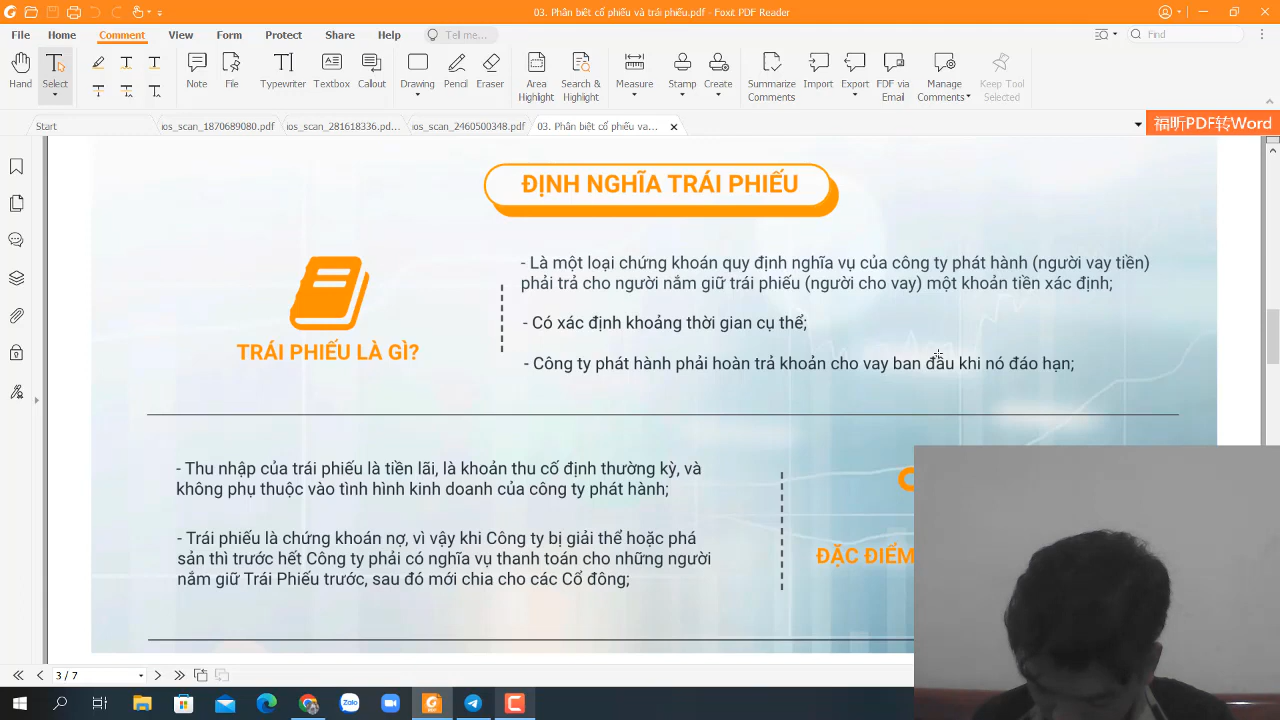 03. Phân biêt cổ phiếu và trái phiếu.pdf - Foxit PDF Reader
File Home Comment View Form Protect Share Help Tell me... Find
Hand Select Note File Typewriter Textbox Callout Drawing Pencil Eraser Area Highlight Search & Highlight Measure Stamp Create Summarize Comments Import Export PDF via Email Manage Comments Keep Tool Selected
Start ios_scan_1870689080.pdf ios_scan_281618336.pd... ios_scan_2460500348.pdf 03. Phân biêt cổ phiếu va... 福昕PDF转Word
ĐỊNH NGHĨA TRÁI PHIẾU
- Là một loại chứng khoán quy định nghĩa vụ của công ty phát hành (người vay tiền)
phải trả cho người nắm giữ trái phiếu (người cho vay) một khoản tiền xác định;
- Có xác định khoảng thời gian cụ thể;
TRÁI PHIẾU LÀ GÌ?
- Công ty phát hành phải hoàn trả khoản cho vay ban đầu khi nó đáo hạn;
- Thu nhập của trái phiếu là tiền lãi, là khoản thu cố định thường kỳ, và
không phụ thuộc vào tình hình kinh doanh của công ty phát hành;
- Trái phiếu là chứng khoán nợ, vì vậy khi Công ty bị giải thể hoặc phá
sản thì trước hết Công ty phải có nghĩa vụ thanh toán cho những người
nắm giữ Trái Phiếu trước, sau đó mới chia cho các Cổ đông;
ĐẶC ĐIỂM
3 / 7
Zalo